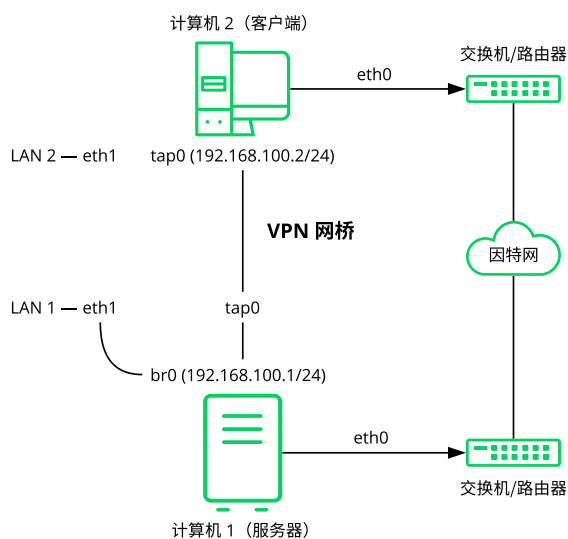 计算机 2（客户端）
交换机/路由器
eth0
LAN 2 — eth1
tap0 (192.168.100.2/24)
VPN 网桥
因特网
LAN 1 — eth1
tap0
br0 (192.168.100.1/24)
eth0
交换机/路由器
计算机 1（服务器）